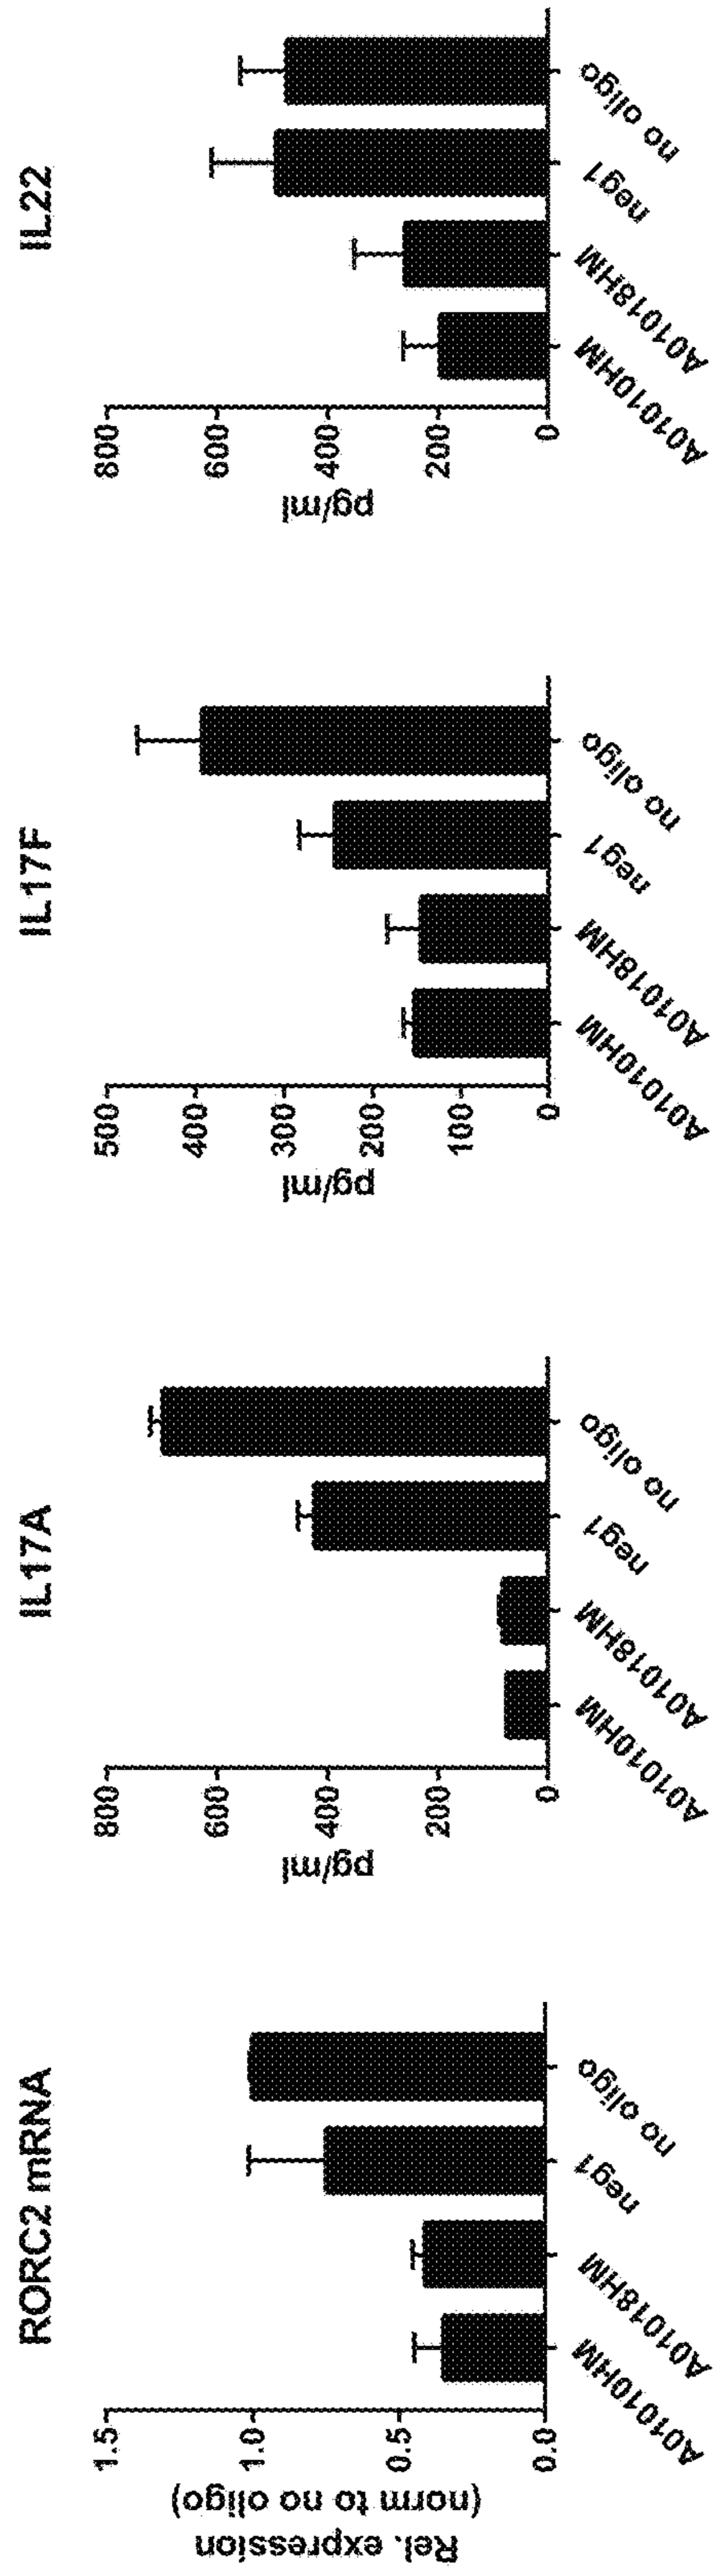 RORC2 mRNA
Rel. expression
(norm to no oligo)
1.5
1.0
0.5
0.0
A01010HM
A01018HM
neg1
no oligo
IL17A
pg/ml
800
600
400
200
0
A01010HM
A01018HM
neg1
no oligo
IL17F
pg/ml
500
400
300
200
100
0
A01010HM
A01018HM
neg1
no oligo
IL22
pg/ml
800
600
400
200
0
A01010HM
A01018HM
neg1
no oligo